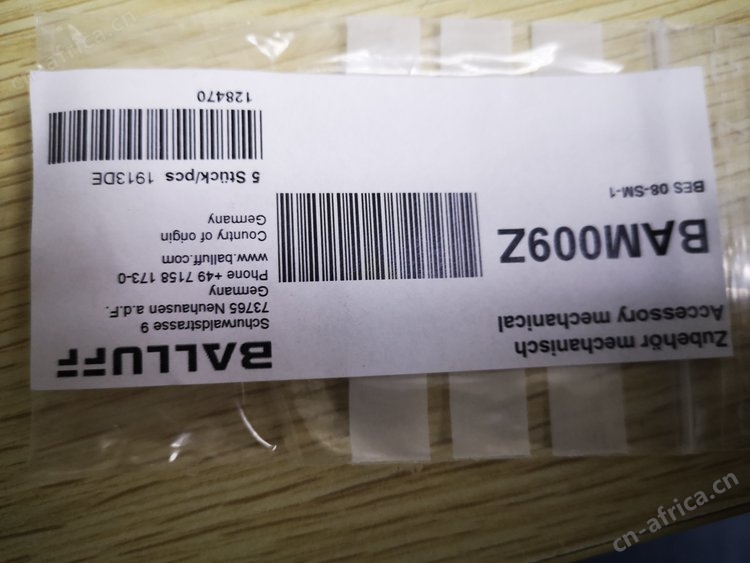 BALLUFF
Schurwaldstrasse 9
73765 Neuhausen a.d.F.
Germany
Phone +49 7158 173-0
www.balluff.com
Country of origin
Germany
5 Stück/pcs 1913DE
128470
Zubehör mechanisch
Accessory mechanical
BAM009Z
BES 08-SM-1
cn-africa.cn
cn-africa.cn